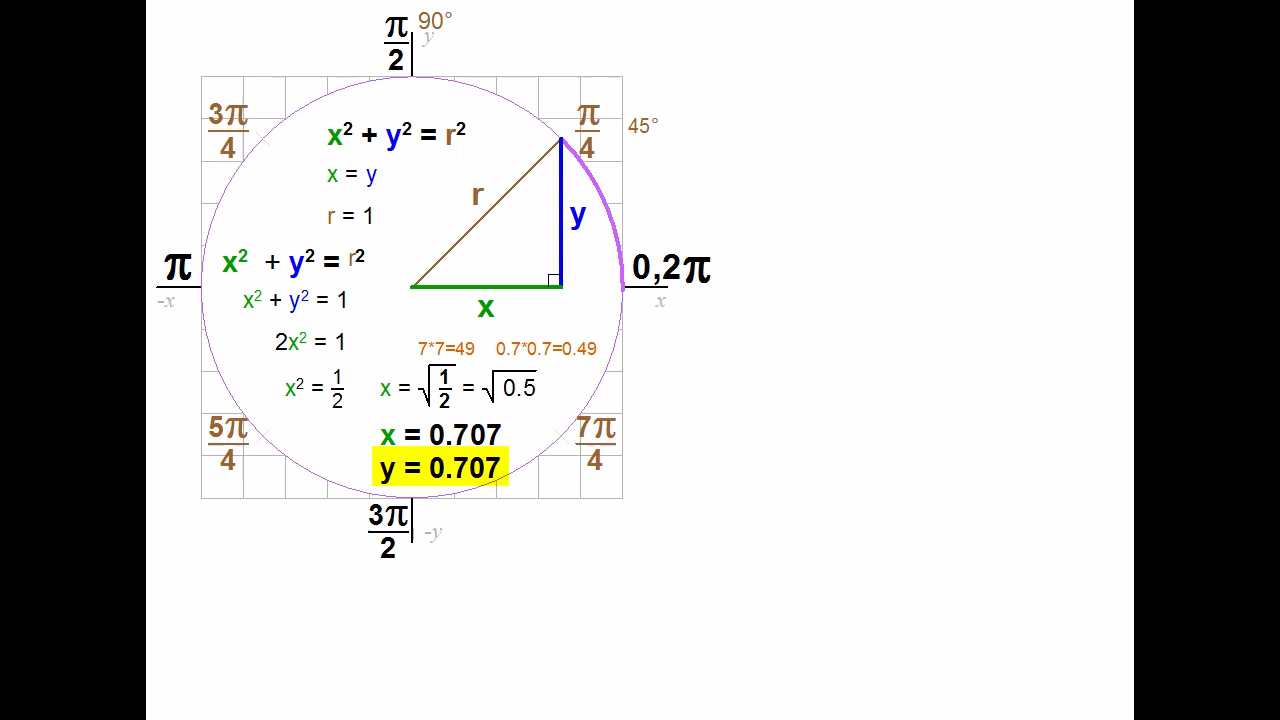 π/2 90°
y
3π/4
π/4 45°
x² + y² = r²
x = y
r
r = 1
y
x² + y² = r²
π
0,2π
-x
x
x² + y² = 1
x
2x² = 1
7*7=49 0.7*0.7=0.49
x² = 1/2 x = √1/2 = √0.5
5π/4
7π/4
x = 0.707
y = 0.707
3π/2
-y